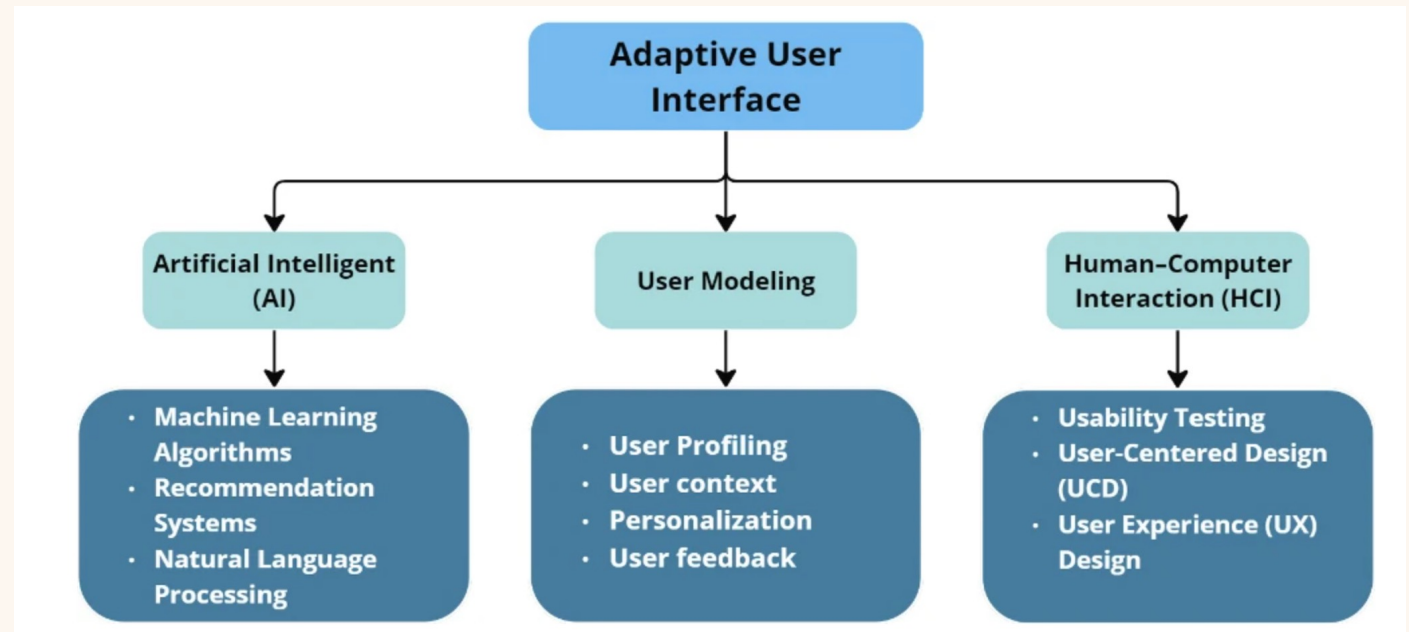 Adaptive User
Interface
Artificial Intelligent
(AI)
User Modeling
Human–Computer
Interaction (HCI)
· Machine Learning
Algorithms
· Recommendation
Systems
· Natural Language
Processing
· User Profiling
· User context
· Personalization
· User feedback
· Usability Testing
· User-Centered Design
(UCD)
· User Experience (UX)
Design